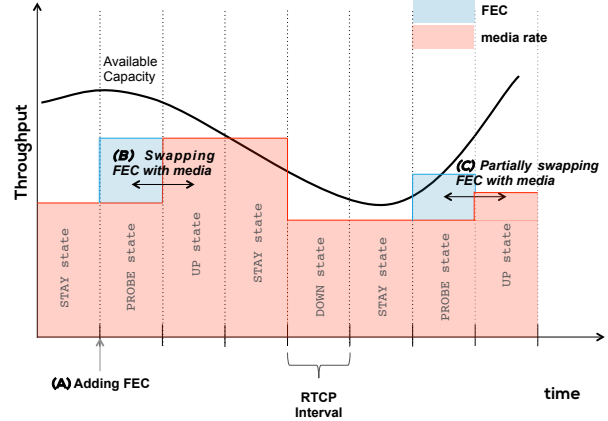 FEC
media rate
Throughput
Available
Capacity
(B) Swapping
FEC with media
(C) Partially swapping
FEC with media
STAY state
PROBE state
UP state
STAY state
DOWN state
STAY state
PROBE state
UP state
(A) Adding FEC
RTCP
Interval
time